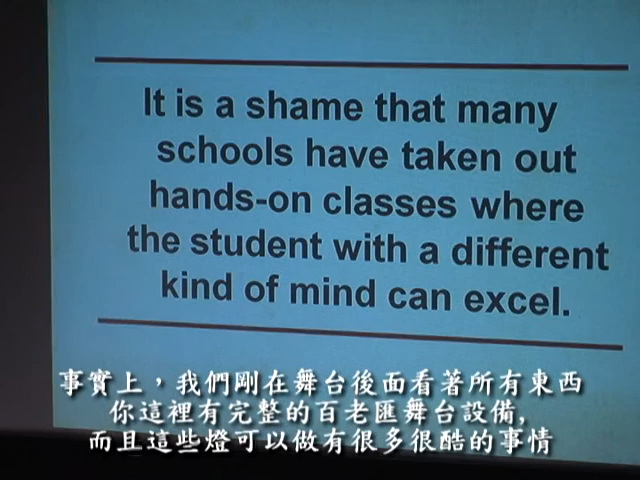 It is a shame that many
schools have taken out
hands-on classes where
the student with a different
kind of mind can excel.
事實上，我們剛在舞台後面看著所有東西
你這裡有完整的百老匯舞台設備,
而且這些燈可以做有很多很酷的事情